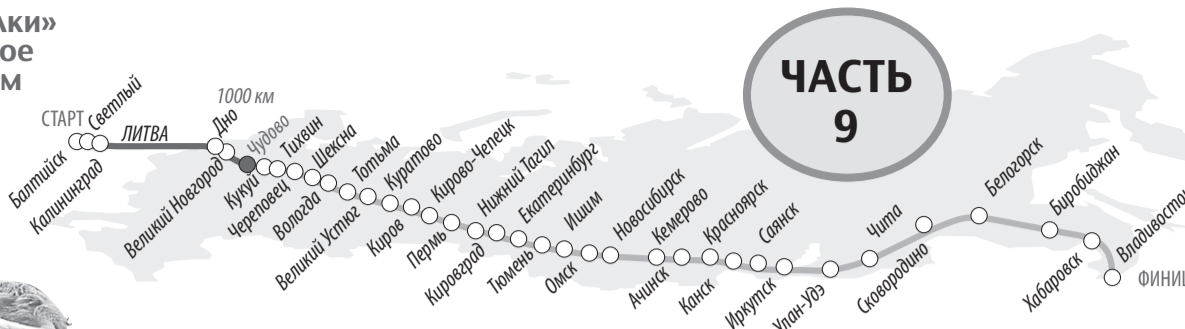 лки»
ое
м
ЧАСТЬ
9
СТАРТ
Балтийск
Светлый
Калининград
ЛИТВА
Дно
1000 км
Великий Новгород
Чудово
Кукуй
Тихвин
Череповец
Шексна
Вологда
Тотьма
Великий Устюг
Куратово
Киров
Кирово-Чепецк
Пермь
Нижний Тагил
Кировград
Екатеринбург
Тюмень
Ишим
Омск
Новосибирск
Кемерово
Ачинск
Красноярск
Канск
Саянск
Иркутск
Улан-Удэ
Чита
Сковородино
Белогорск
Биробиджан
Хабаровск
Владивосток
ФИНИШ